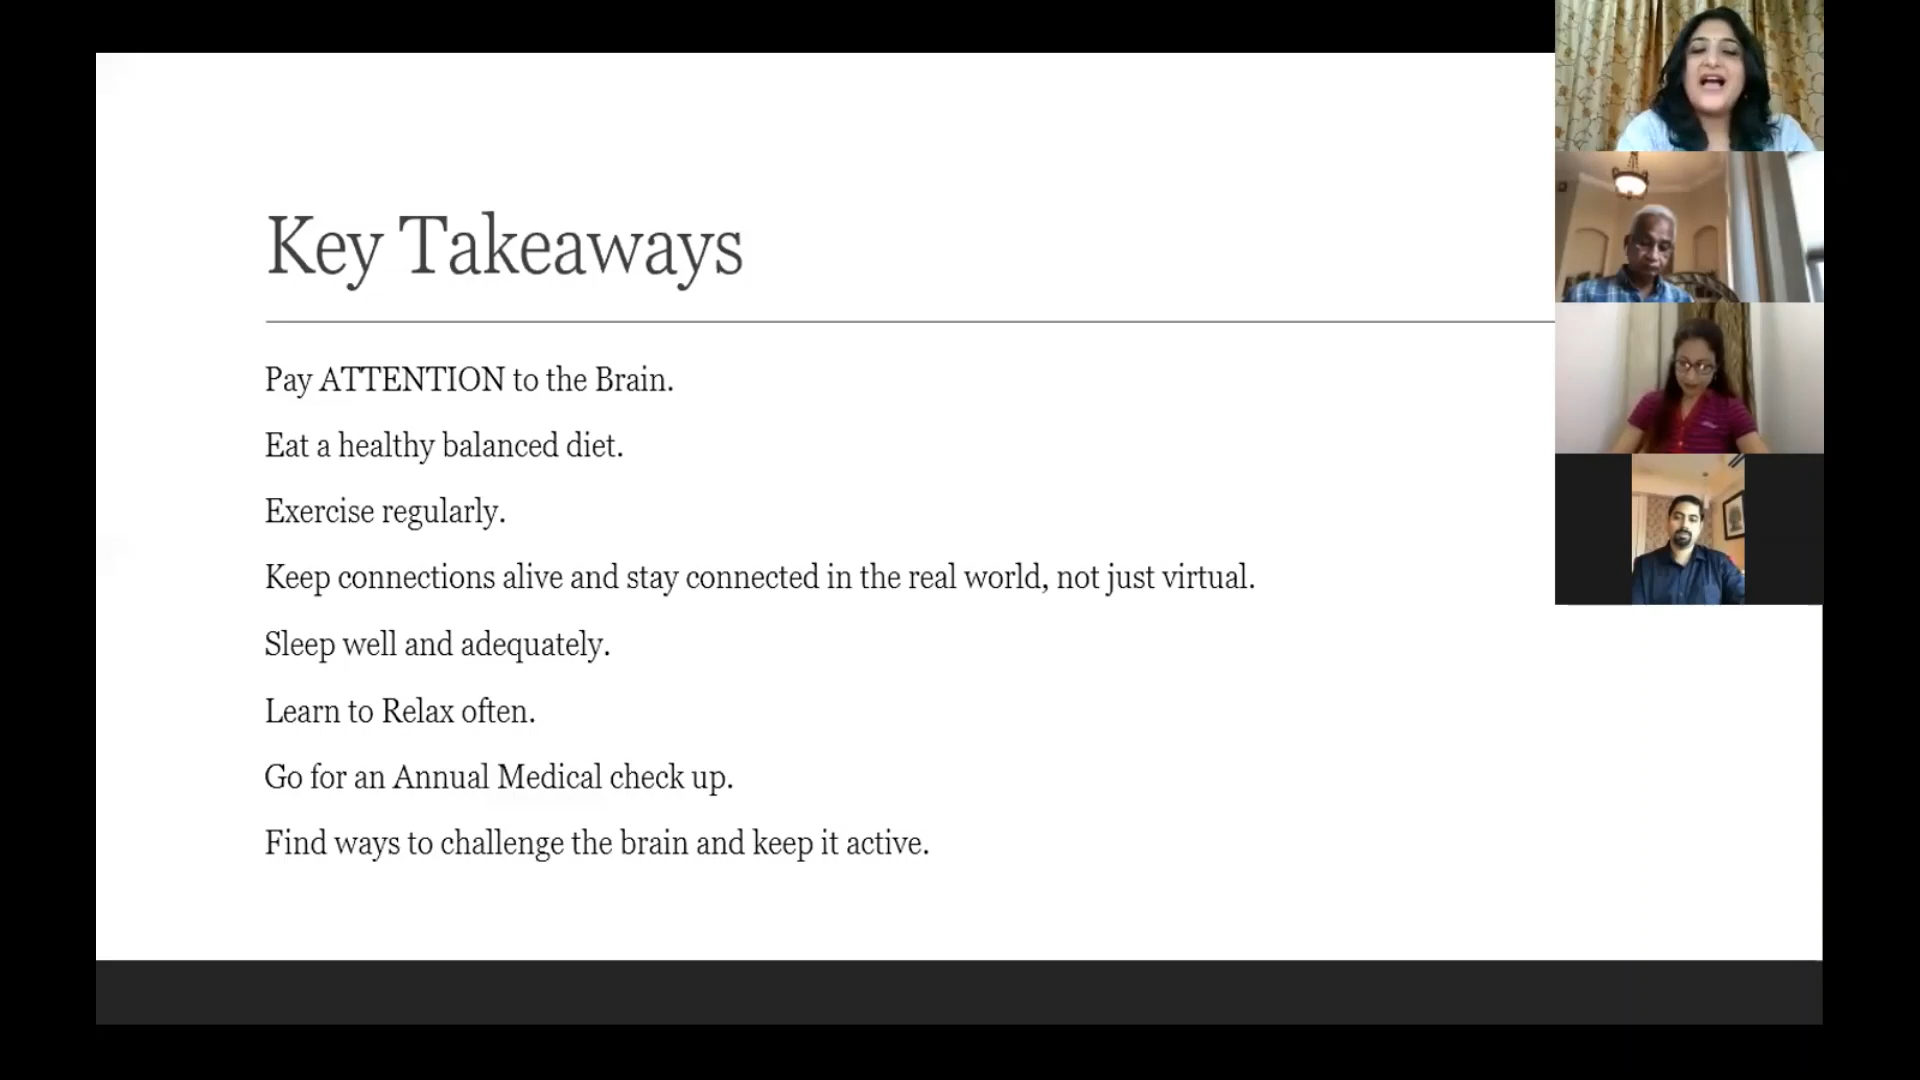 Key Takeaways
Pay ATTENTION to the Brain.
Eat a healthy balanced diet.
Exercise regularly.
Keep connections alive and stay connected in the real world, not just virtual.
Sleep well and adequately.
Learn to Relax often.
Go for an Annual Medical check up.
Find ways to challenge the brain and keep it active.